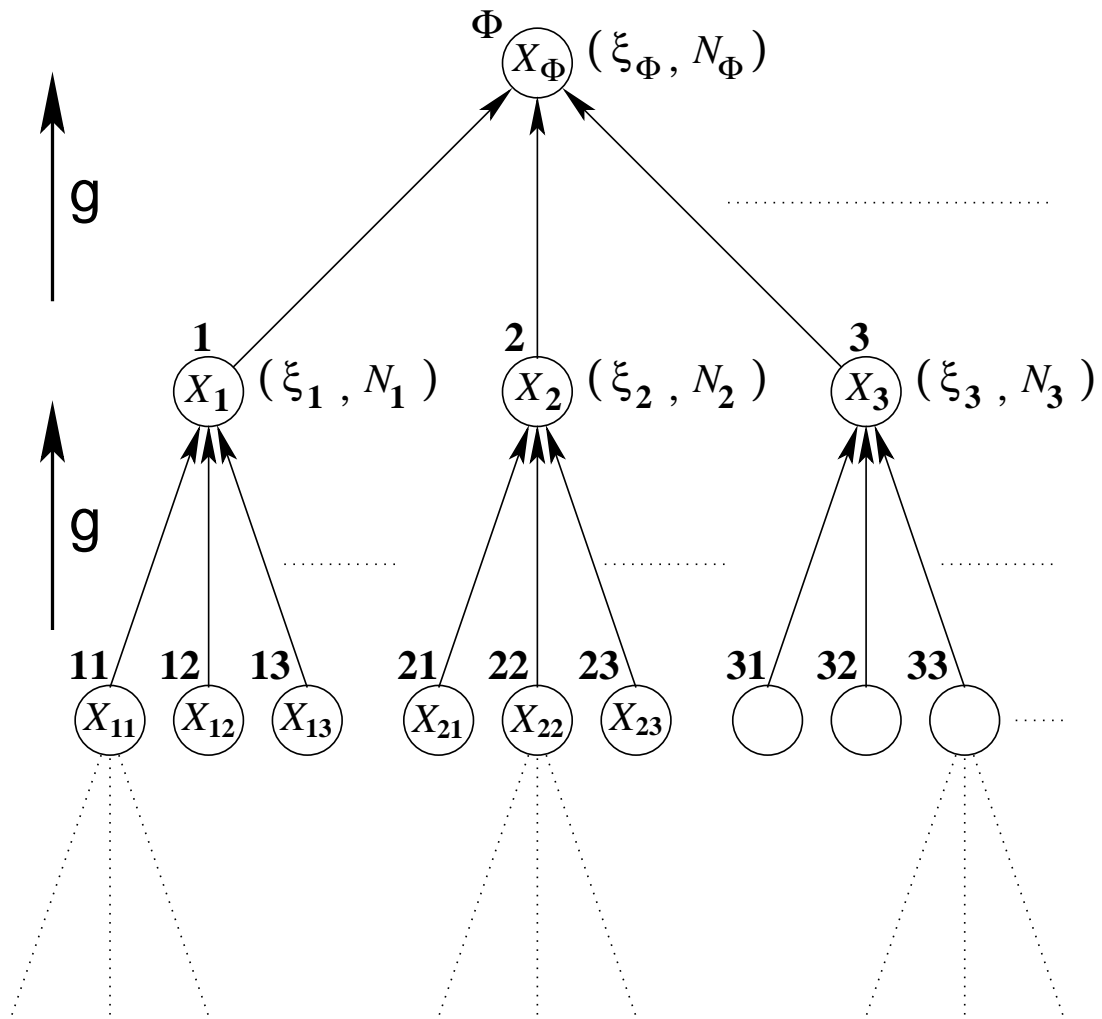 Φ
X_Φ (ξ_Φ , N_Φ)
g
1 2 3
X_1 (ξ_1 , N_1) X_2 (ξ_2 , N_2) X_3 (ξ_3 , N_3)
g
11 12 13 21 22 23 31 32 33
X_11 X_12 X_13 X_21 X_22 X_23